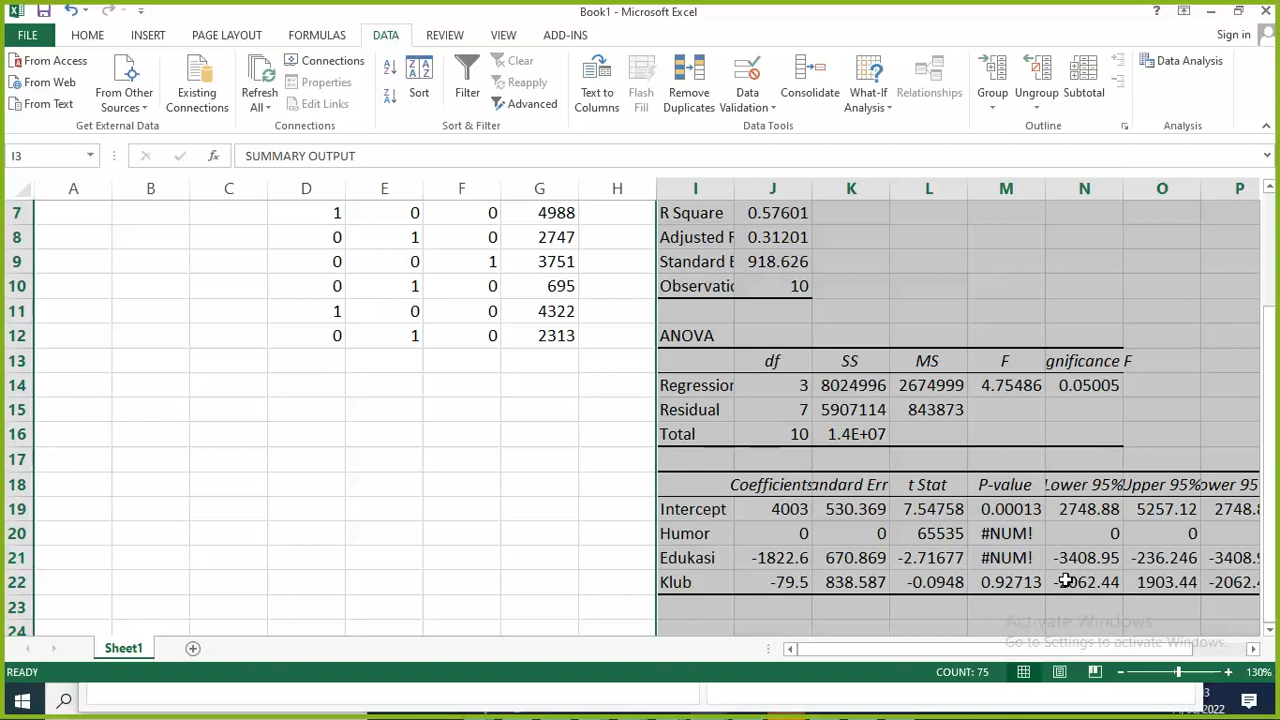 Book1 - Microsoft Excel
FILE HOME INSERT PAGE LAYOUT FORMULAS DATA REVIEW VIEW ADD-INS Sign in
From Access
From Web
From Text
From Other Sources
Existing Connections
Get External Data
Refresh All
Connections
Properties
Edit Links
Connections
Sort
Filter
Clear
Reapply
Advanced
Sort & Filter
Text to Columns
Flash Fill
Remove Duplicates
Data Validation
Consolidate
What-If Analysis
Relationships
Data Tools
Group
Ungroup
Subtotal
Outline
Data Analysis
Analysis
I3 fx SUMMARY OUTPUT
A B C D E F G H I J K L M N O P
7 1 0 0 4988 R Square 0.57601
8 0 1 0 2747 Adjusted R 0.31201
9 0 0 1 3751 Standard E 918.626
10 0 1 0 695 Observatio 10
11 1 0 0 4322
12 0 1 0 2313 ANOVA
13 df SS MS F gnificance F
14 Regression 3 8024996 2674999 4.75486 0.05005
15 Residual 7 5907114 843873
16 Total 10 1.4E+07
17
18 Coefficients andard Err t Stat P-value Lower 95% Upper 95% ower 95
19 Intercept 4003 530.369 7.54758 0.00013 2748.88 5257.12 2748.8
20 Humor 0 0 65535 #NUM! 0 0
21 Edukasi -1822.6 670.869 -2.71677 #NUM! -3408.95 -236.246 -3408.9
22 Klub -79.5 838.587 -0.0948 0.92713 -2062.44 1903.44 -2062.4
23
24
Activate Windows
Go to Settings to activate Windows.
Sheet1
READY COUNT: 75 130%